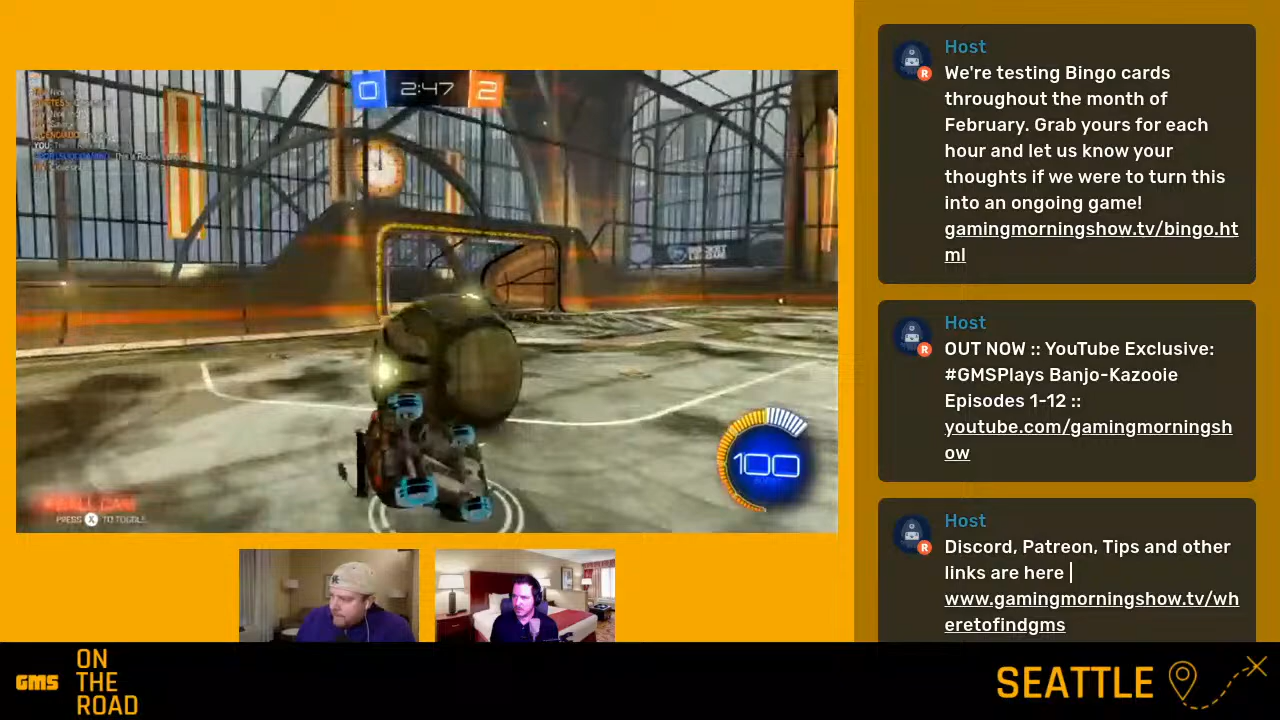 0 2:47 2
YOU:
100
PRESS X TO TOGGLE
Host
We're testing Bingo cards
throughout the month of
February. Grab yours for each
hour and let us know your
thoughts if we were to turn this
into an ongoing game!
gamingmorningshow.tv/bingo.ht
ml
Host
OUT NOW :: YouTube Exclusive:
#GMSPlays Banjo-Kazooie
Episodes 1-12 ::
youtube.com/gamingmorningsh
ow
Host
Discord, Patreon, Tips and other
links are here |
www.gamingmorningshow.tv/wh
eretofindgms
GMS
ON
THE
ROAD
SEATTLE